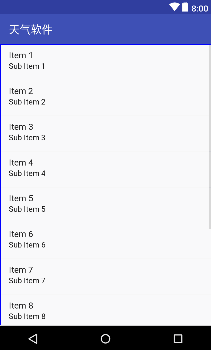 8:00
天气软件
Item 1
Sub Item 1
Item 2
Sub Item 2
Item 3
Sub Item 3
Item 4
Sub Item 4
Item 5
Sub Item 5
Item 6
Sub Item 6
Item 7
Sub Item 7
Item 8
Sub Item 8